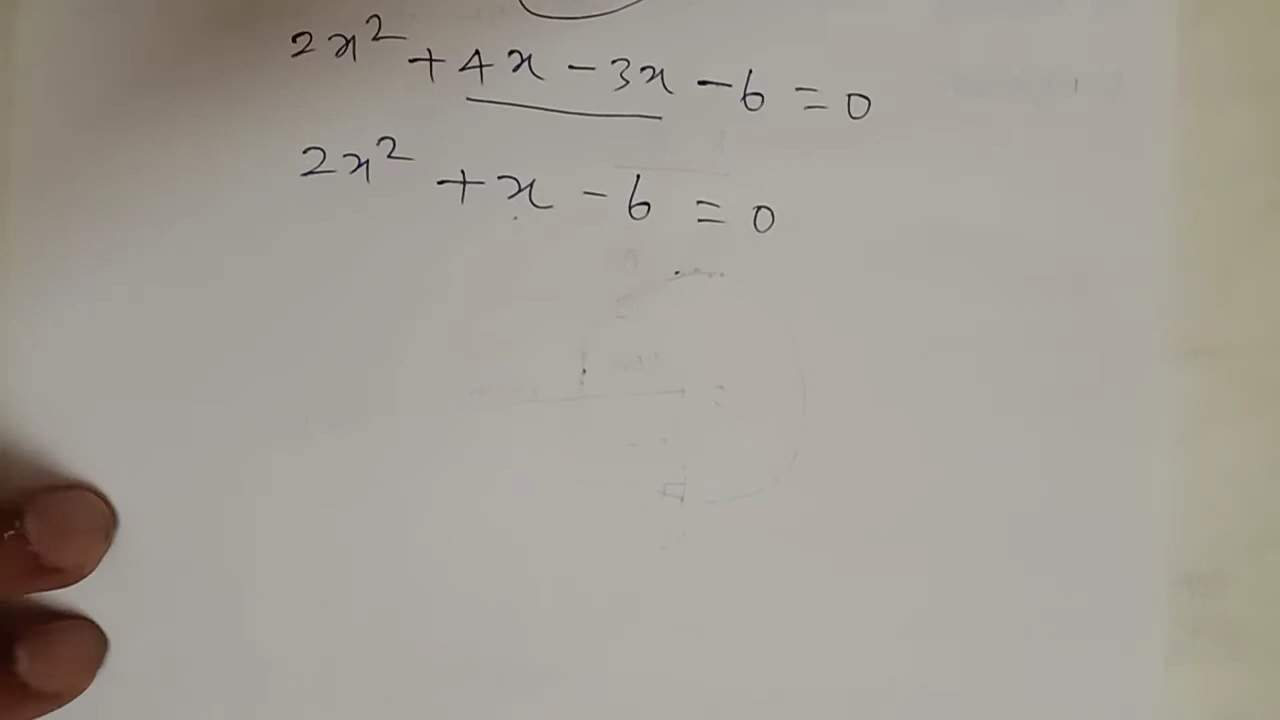 2x² + 4x - 3x - 6 = 0
2x² + x - 6 = 0